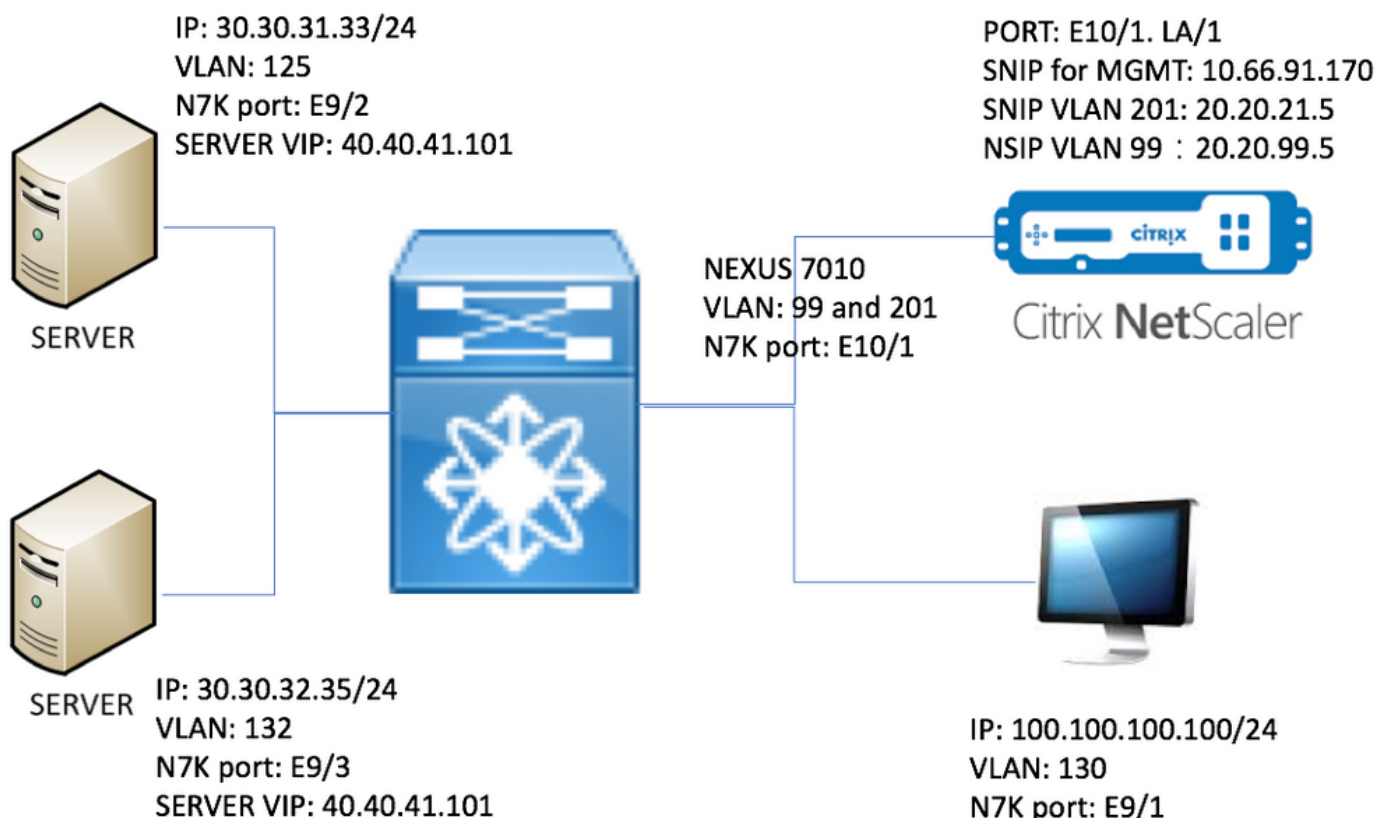 IP: 30.30.31.33/24
VLAN: 125
N7K port: E9/2
SERVER VIP: 40.40.41.101
SERVER
PORT: E10/1. LA/1
SNIP for MGMT: 10.66.91.170
SNIP VLAN 201: 20.20.21.5
NSIP VLAN 99：20.20.99.5
CİTRIX
Citrix NetScaler
NEXUS 7010
VLAN: 99 and 201
N7K port: E10/1
SERVER
IP: 30.30.32.35/24
VLAN: 132
N7K port: E9/3
SERVER VIP: 40.40.41.101
IP: 100.100.100.100/24
VLAN: 130
N7K port: E9/1